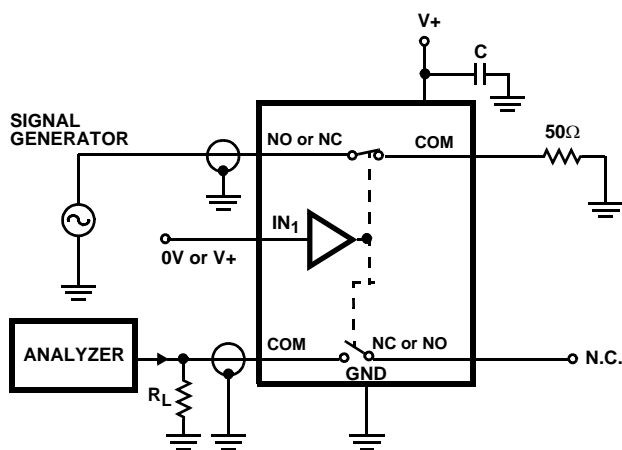 V+
C
SIGNAL
GENERATOR
NO or NC
COM
50Ω
IN1
0V or V+
ANALYZER
COM
NC or NO
N.C.
GND
RL